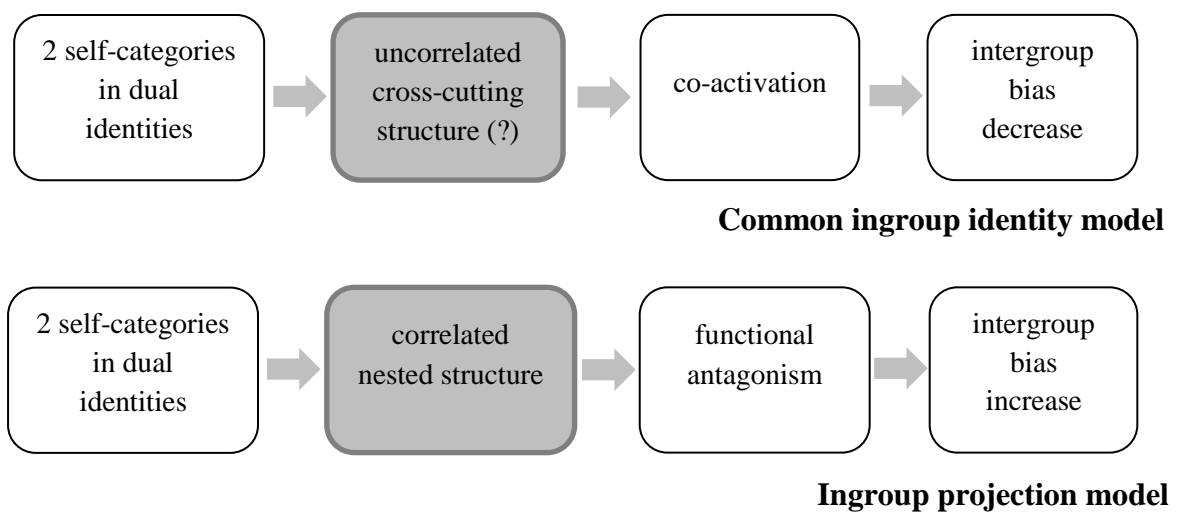 2 self-categories
in dual
identities
uncorrelated
cross-cutting
structure (?)
co-activation
intergroup
bias
decrease
Common ingroup identity model
2 self-categories
in dual
identities
correlated
nested structure
functional
antagonism
intergroup
bias
increase
Ingroup projection model